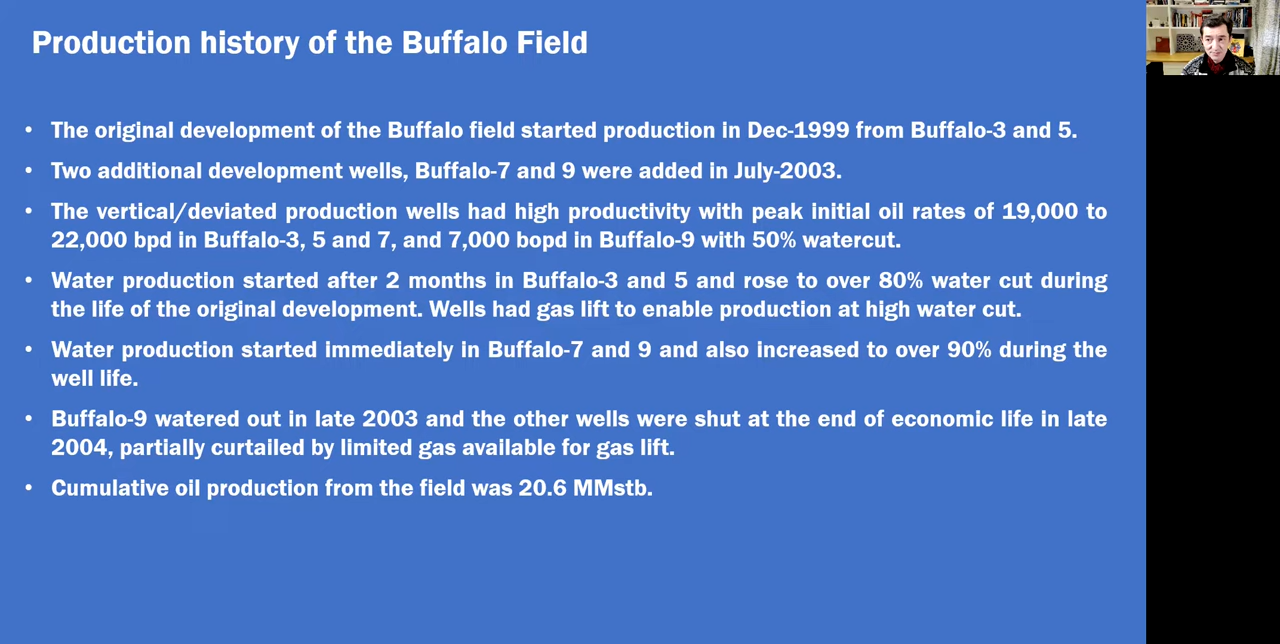 Production history of the Buffalo Field
• The original development of the Buffalo field started production in Dec-1999 from Buffalo-3 and 5.
• Two additional development wells, Buffalo-7 and 9 were added in July-2003.
• The vertical/deviated production wells had high productivity with peak initial oil rates of 19,000 to
22,000 bpd in Buffalo-3, 5 and 7, and 7,000 bopd in Buffalo-9 with 50% watercut.
• Water production started after 2 months in Buffalo-3 and 5 and rose to over 80% water cut during
the life of the original development. Wells had gas lift to enable production at high water cut.
• Water production started immediately in Buffalo-7 and 9 and also increased to over 90% during the
well life.
• Buffalo-9 watered out in late 2003 and the other wells were shut at the end of economic life in late
2004, partially curtailed by limited gas available for gas lift.
• Cumulative oil production from the field was 20.6 MMstb.